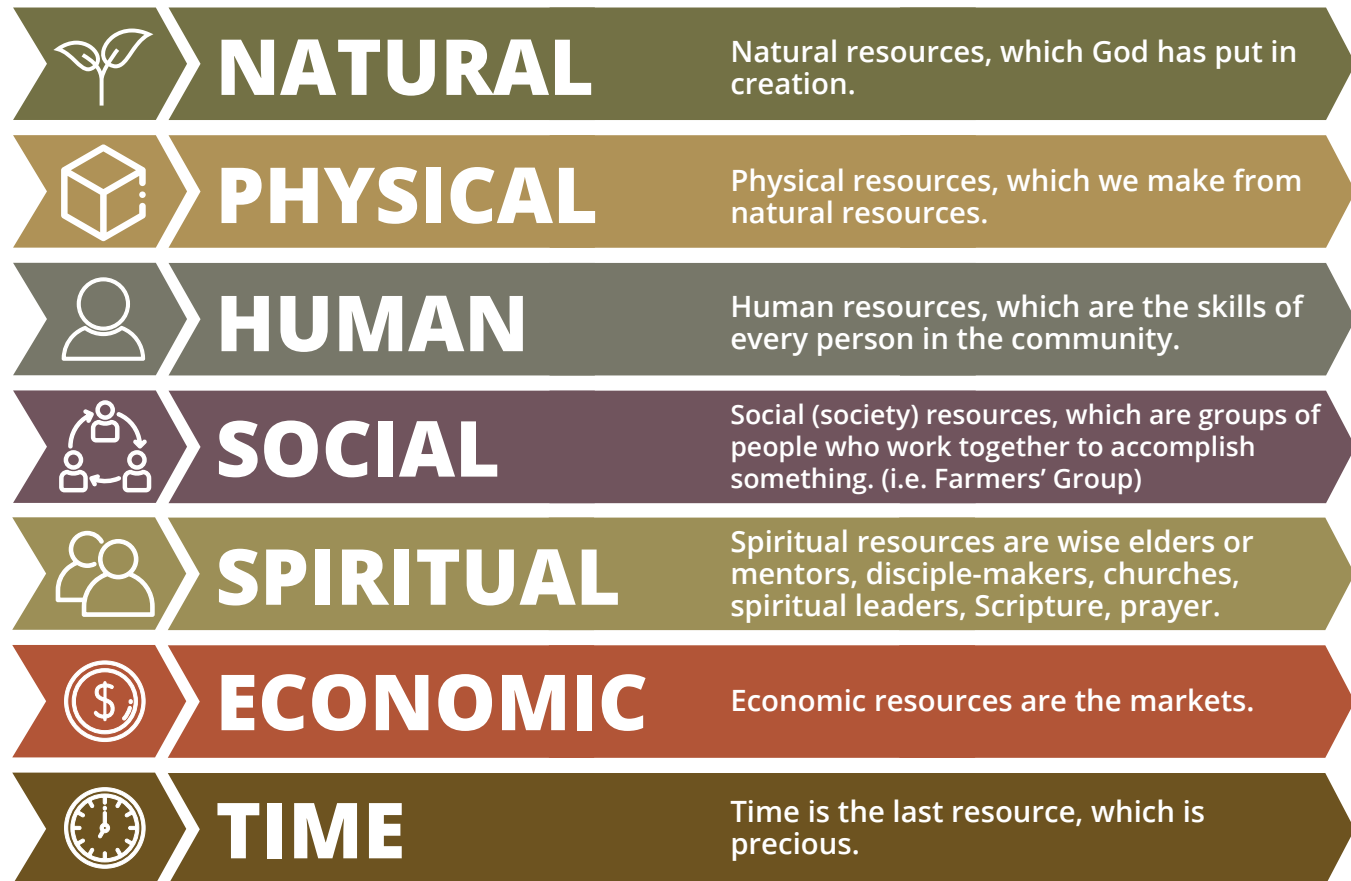 NATURAL
Natural resources, which God has put in
creation.
PHYSICAL
Physical resources, which we make from
natural resources.
HUMAN
Human resources, which are the skills of
every person in the community.
SOCIAL
Social (society) resources, which are groups of
people who work together to accomplish
something. (i.e. Farmers’ Group)
SPIRITUAL
Spiritual resources are wise elders or
mentors, disciple-makers, churches,
spiritual leaders, Scripture, prayer.
$
ECONOMIC
Economic resources are the markets.
TIME
Time is the last resource, which is
precious.